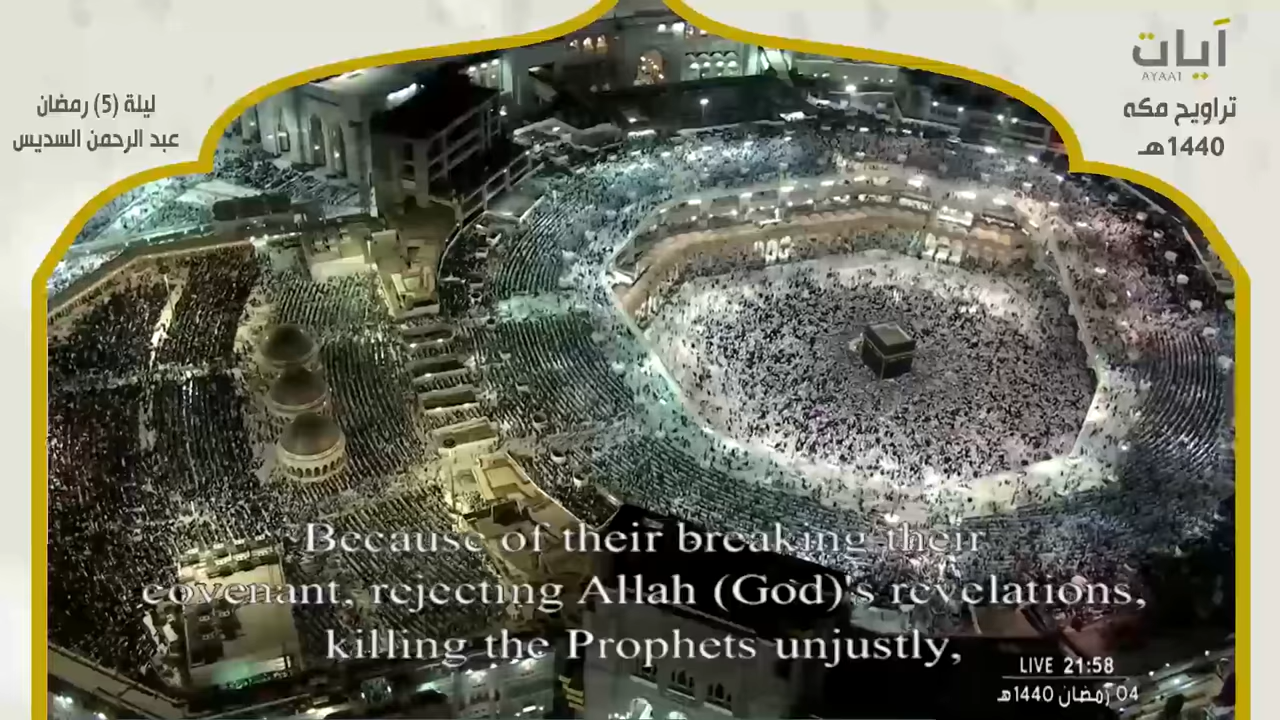 آيات
AYAAT
تراويح مكه
1440هـ
ليلة (5) رمضان
عبد الرحمن السديس
Because of their breaking their
covenant, rejecting Allah (God)'s revelations,
killing the Prophets unjustly,
LIVE 21:58
04 رمضان 1440هـ